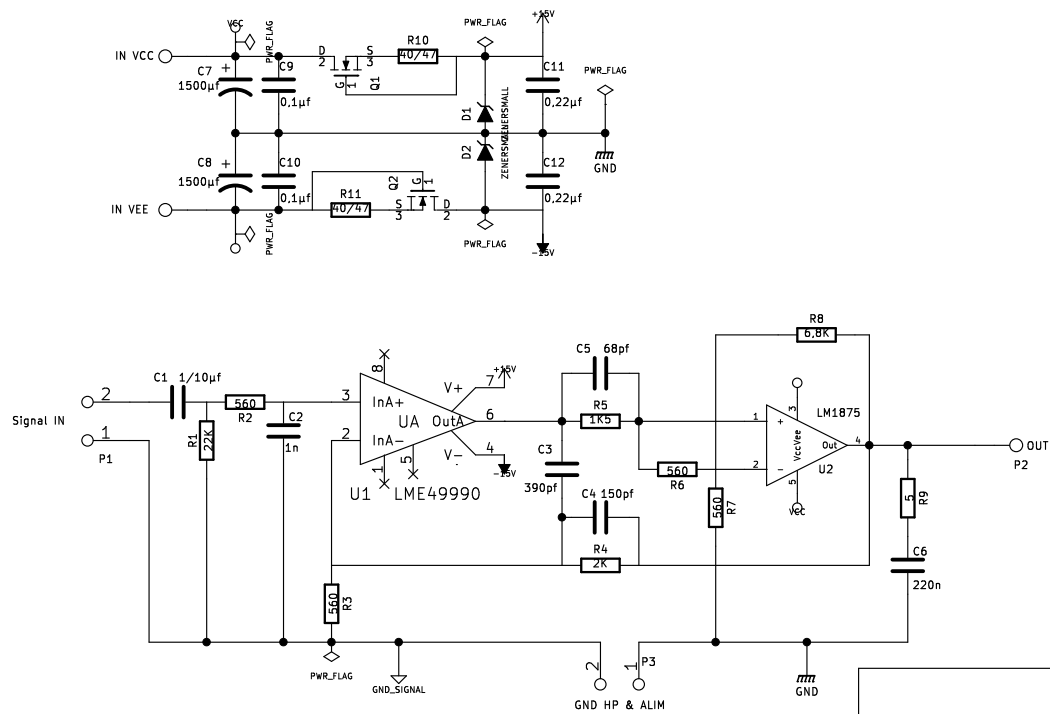 VCC
PWR_FLAG
PWR_FLAG
+15V
IN VCC
D
2
S
3
R10
40/47
G
1
Q1
C7
1500µf
C9
0,1µf
D1
ZENERSMALL
C11
0,22µf
PWR_FLAG
GND
C8
1500µf
C10
0,1µf
D2
C12
0,22µf
IN VEE
R11
40/47
Q2
G
1
S
3
D
2
PWR_FLAG
PWR_FLAG
-15V
R8
6,8K
C5 68pf
C1 1/10µf
8
V+
7
+15V
Signal IN
2
560
R2
3
InA+
UA
OutA
6
R5
1K5
1
+
3
LM1875
VccVee
Out
4
OUT
P2
1
P1
R1
22K
C2
1n
2
InA-
V-
4
-15V
1
5
U1 LME49990
C3
390pf
560
R6
2
-
5
U2
VCC
C4 150pf
R4
2K
560
R7
5
R9
C6
220n
560
R3
PWR_FLAG
GND_SIGNAL
2
1
P3
GND HP & ALIM
GND